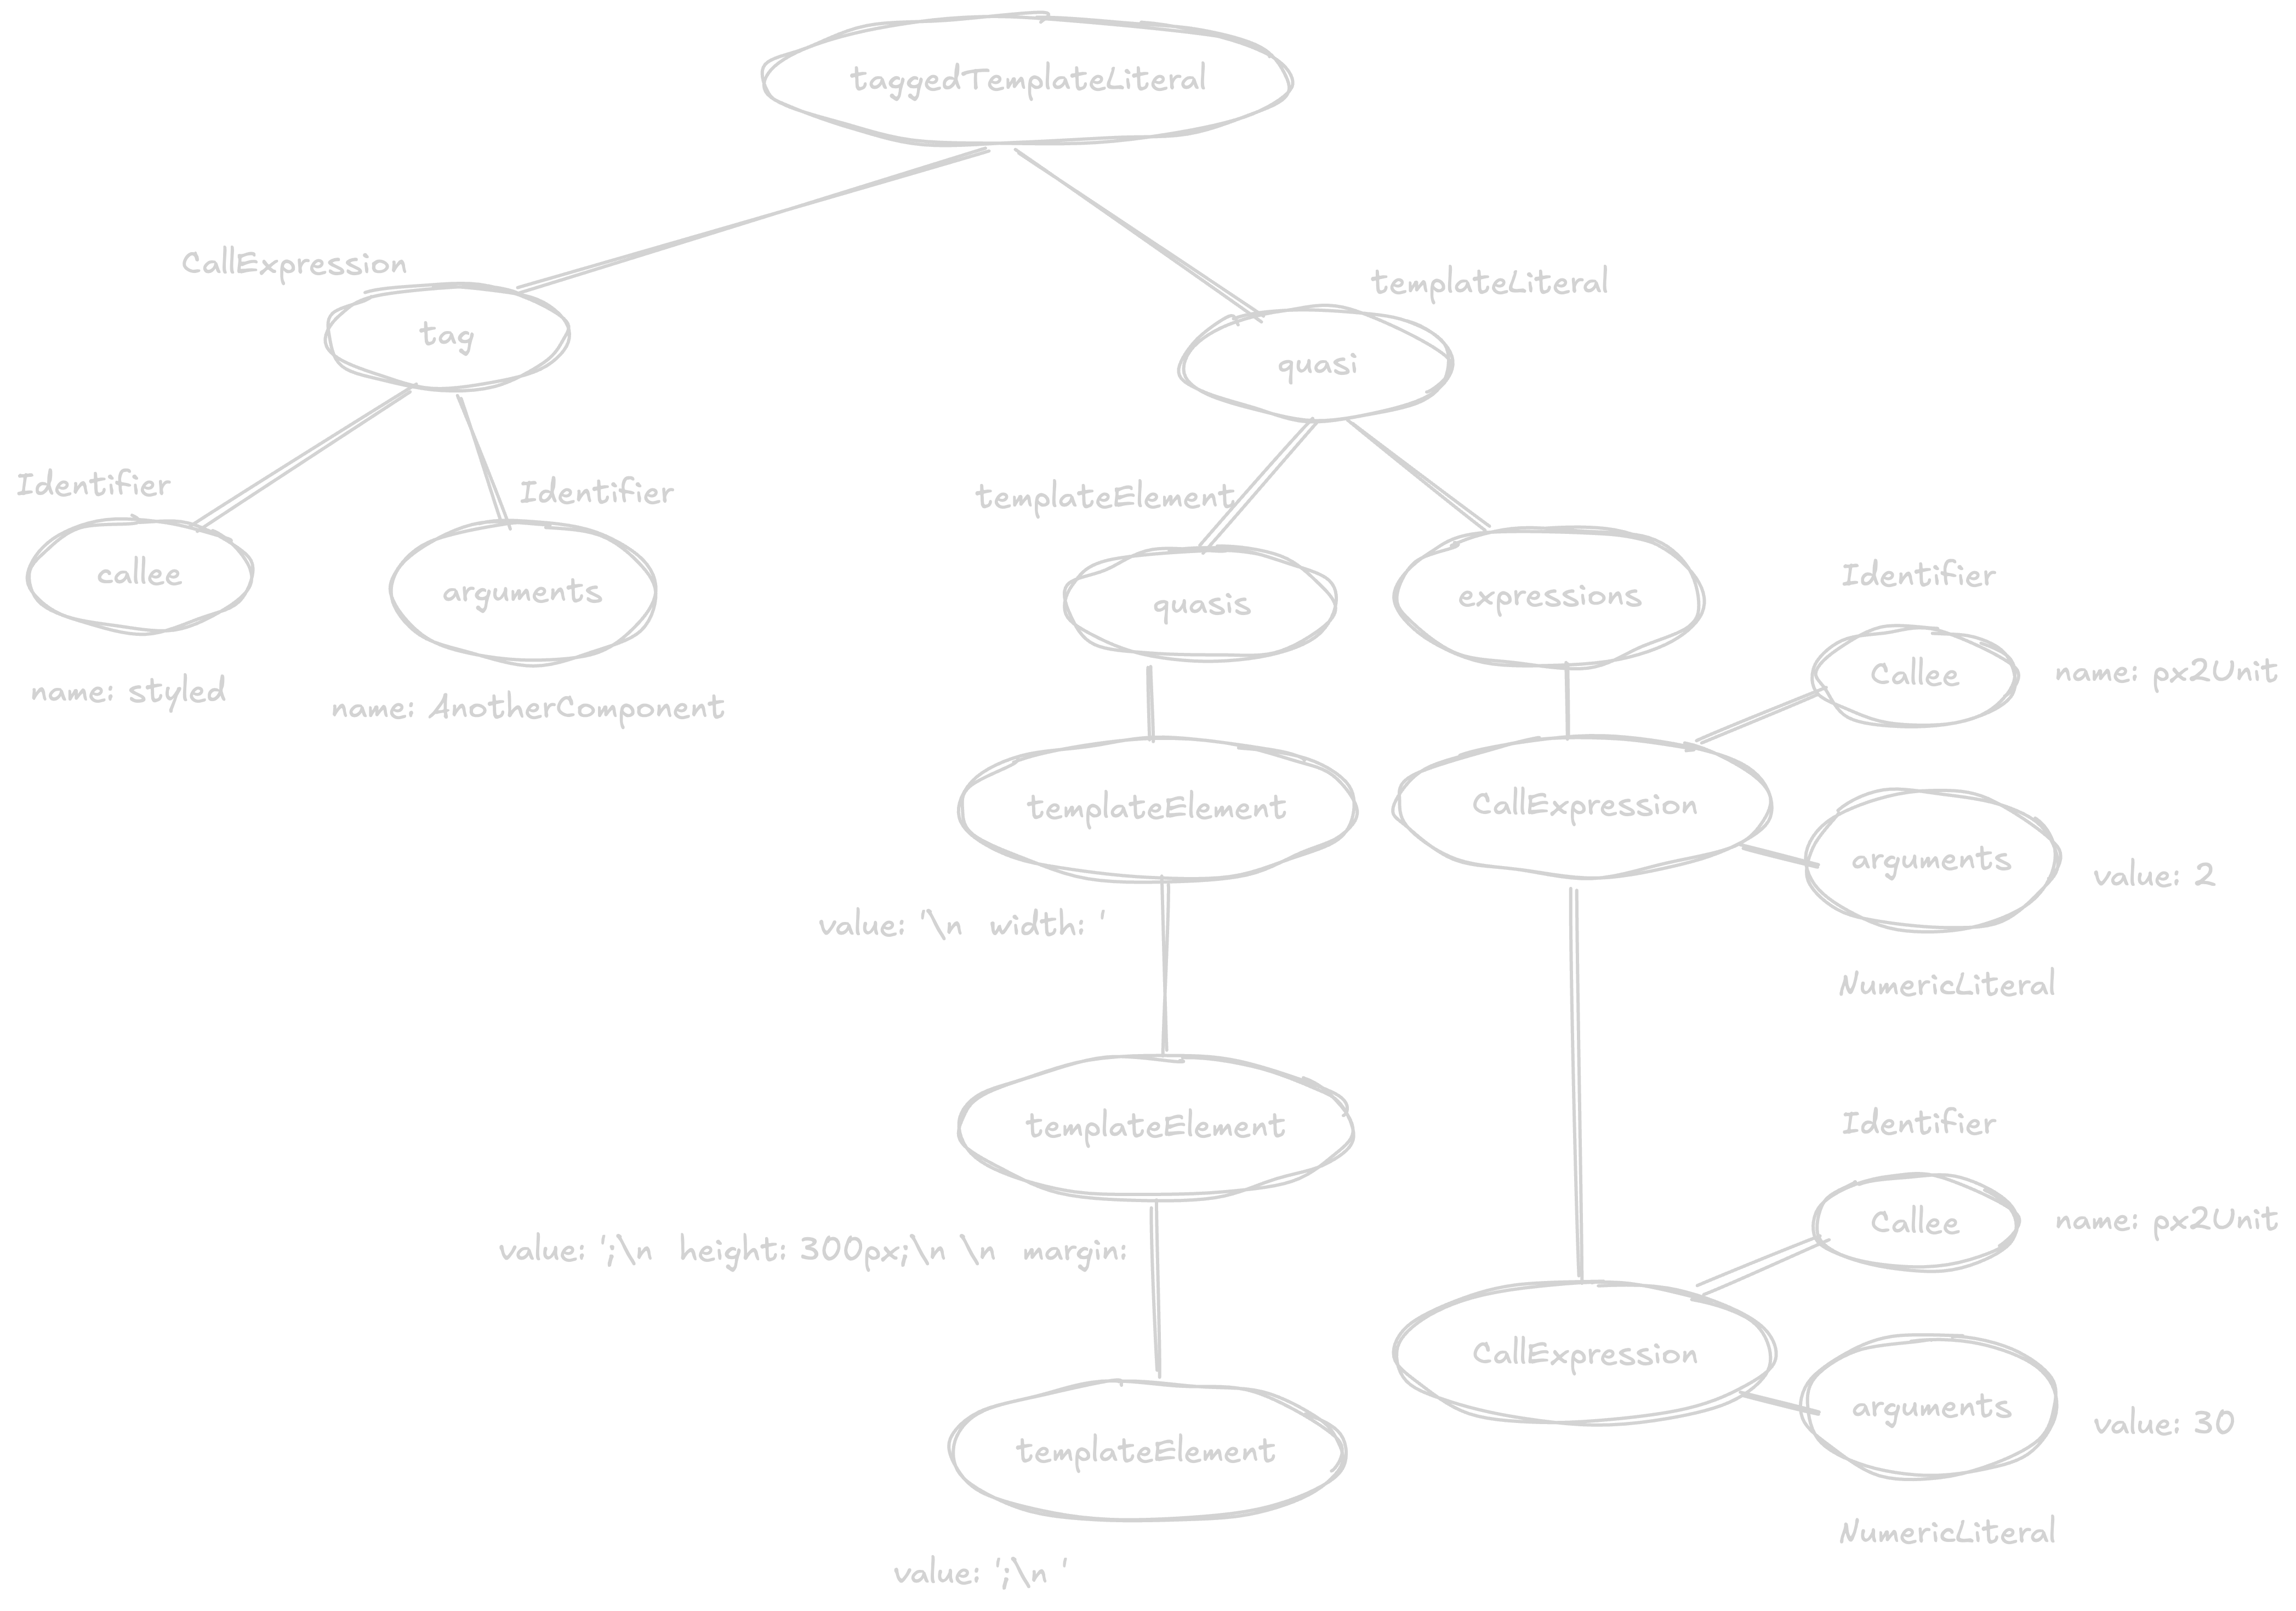 taggedTemplateLiteral
CallExpression
tag
templateLiteral
quasi
Identifier
callee
name: styled
Identifier
arguments
name: AnotherComponent
templateElement
quasis
expressions
templateElement
value: '\n  width: '
templateElement
value: ';\n  height: 300px;\n \n  margin:
templateElement
value: ';\n '
CallExpression
Identifier
Callee
name: px2Unit
arguments
value: 2
NumericLiteral
CallExpression
Identifier
Callee
name: px2Unit
arguments
value: 30
NumericLiteral